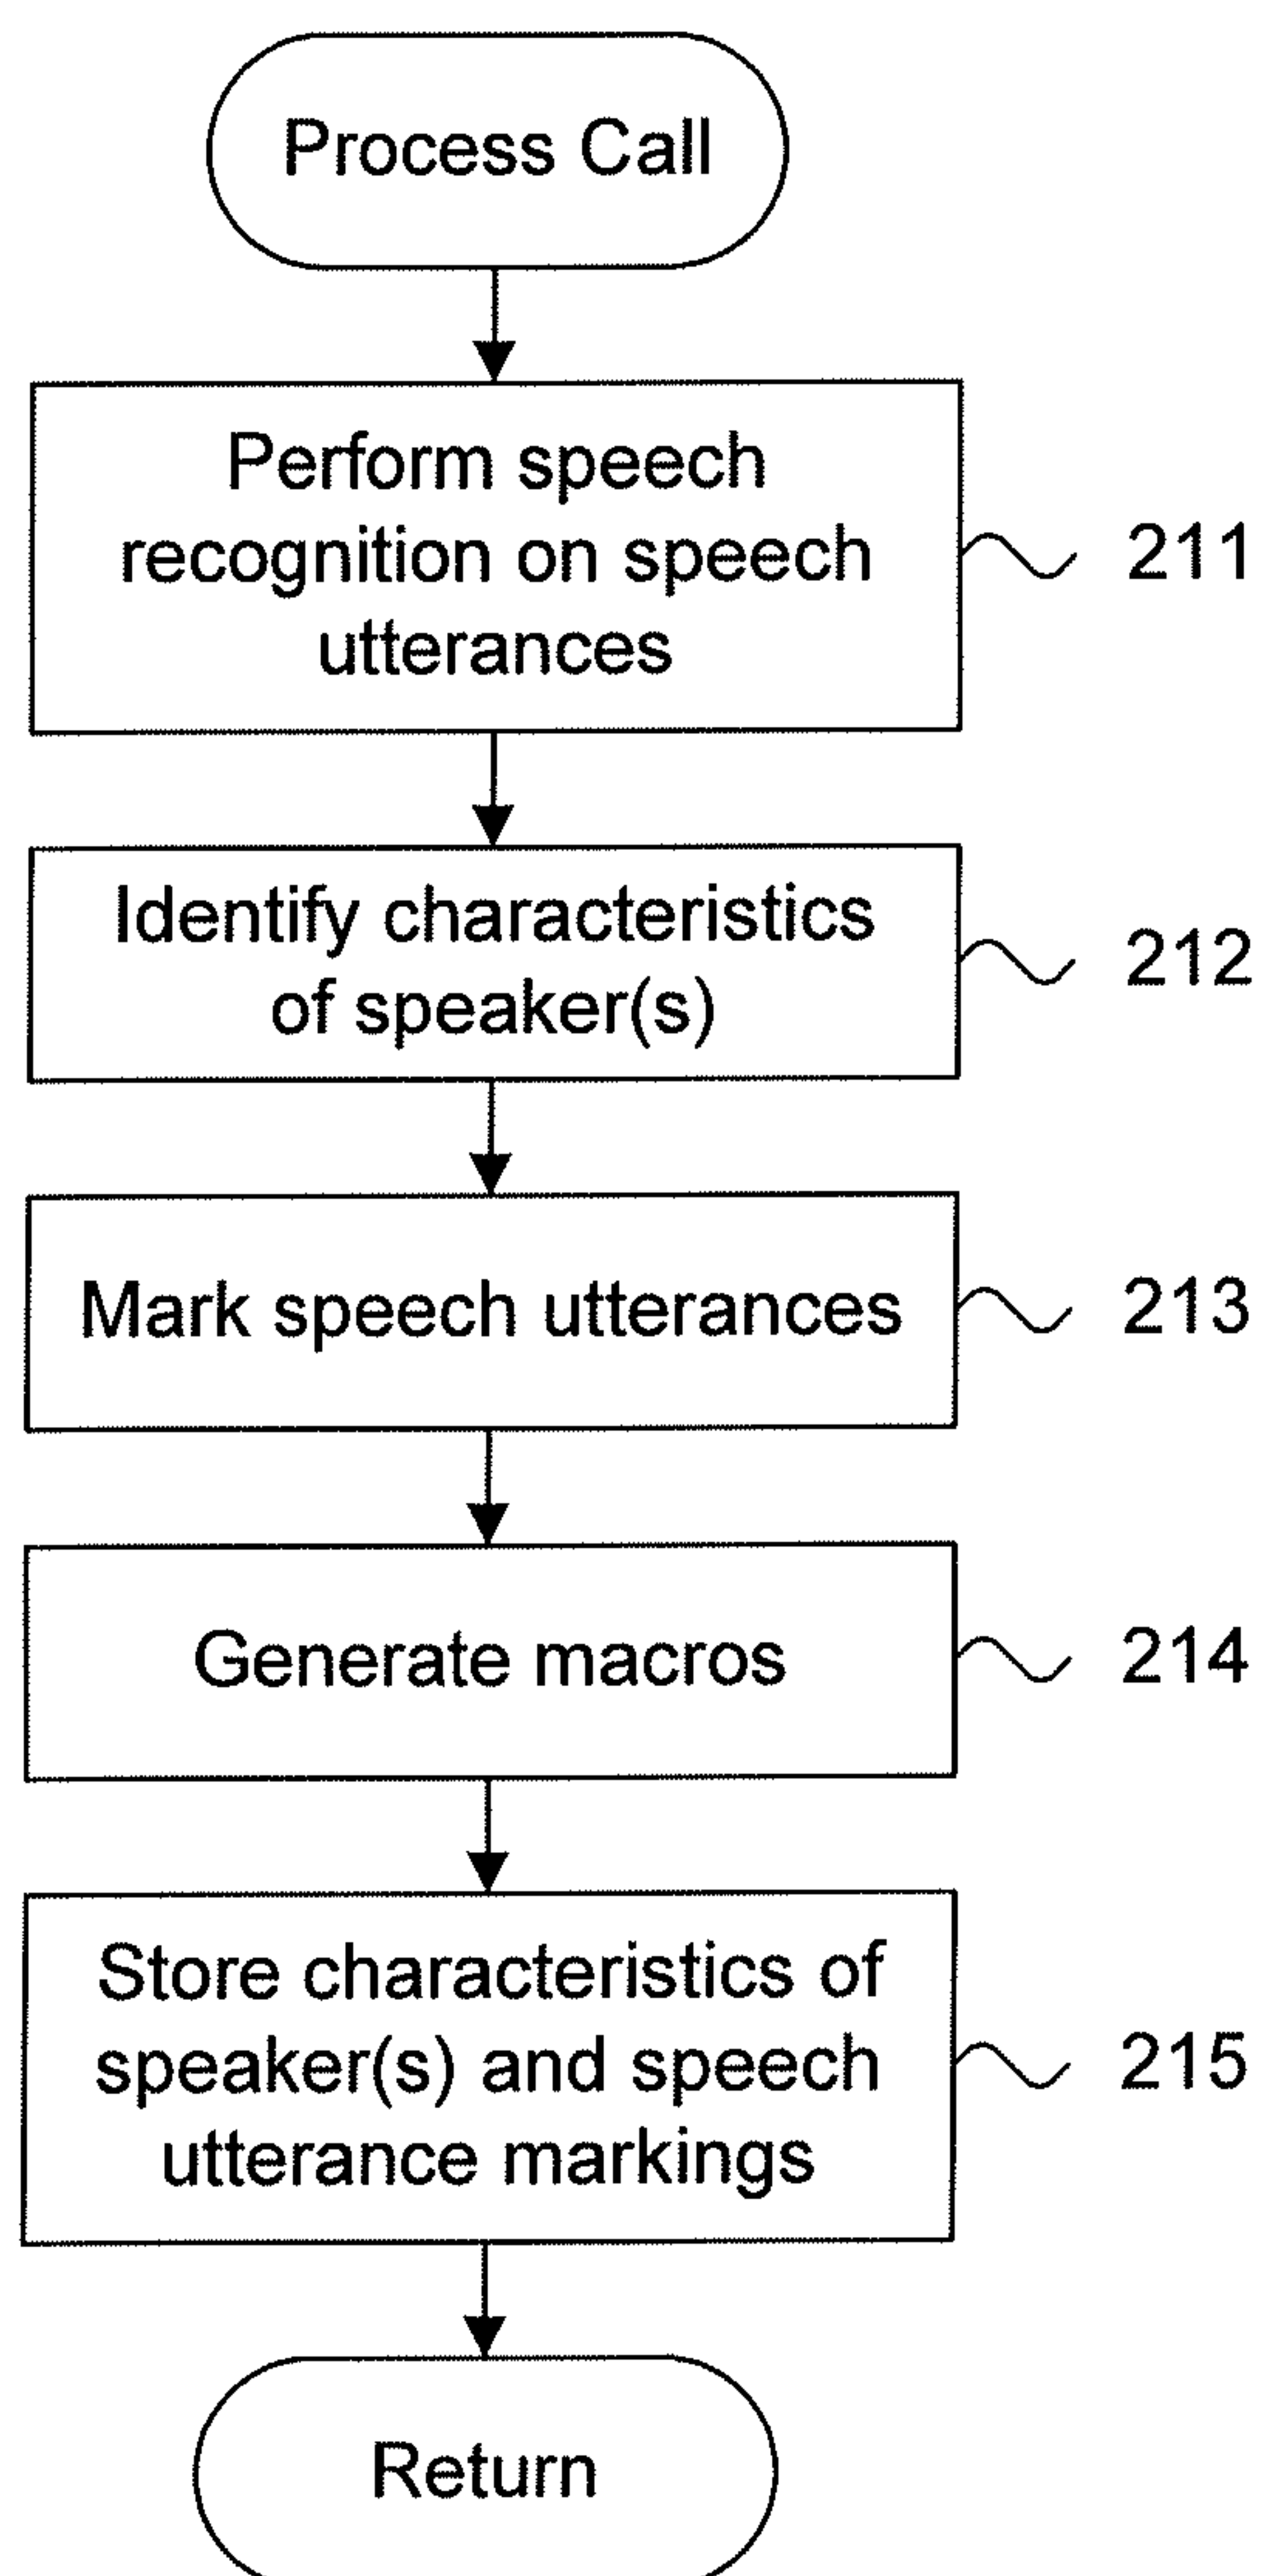 Process Call
Perform speech
recognition on speech
utterances
211
Identify characteristics
of speaker(s)
212
Mark speech utterances
213
Generate macros
214
Store characteristics of
speaker(s) and speech
utterance markings
215
Return